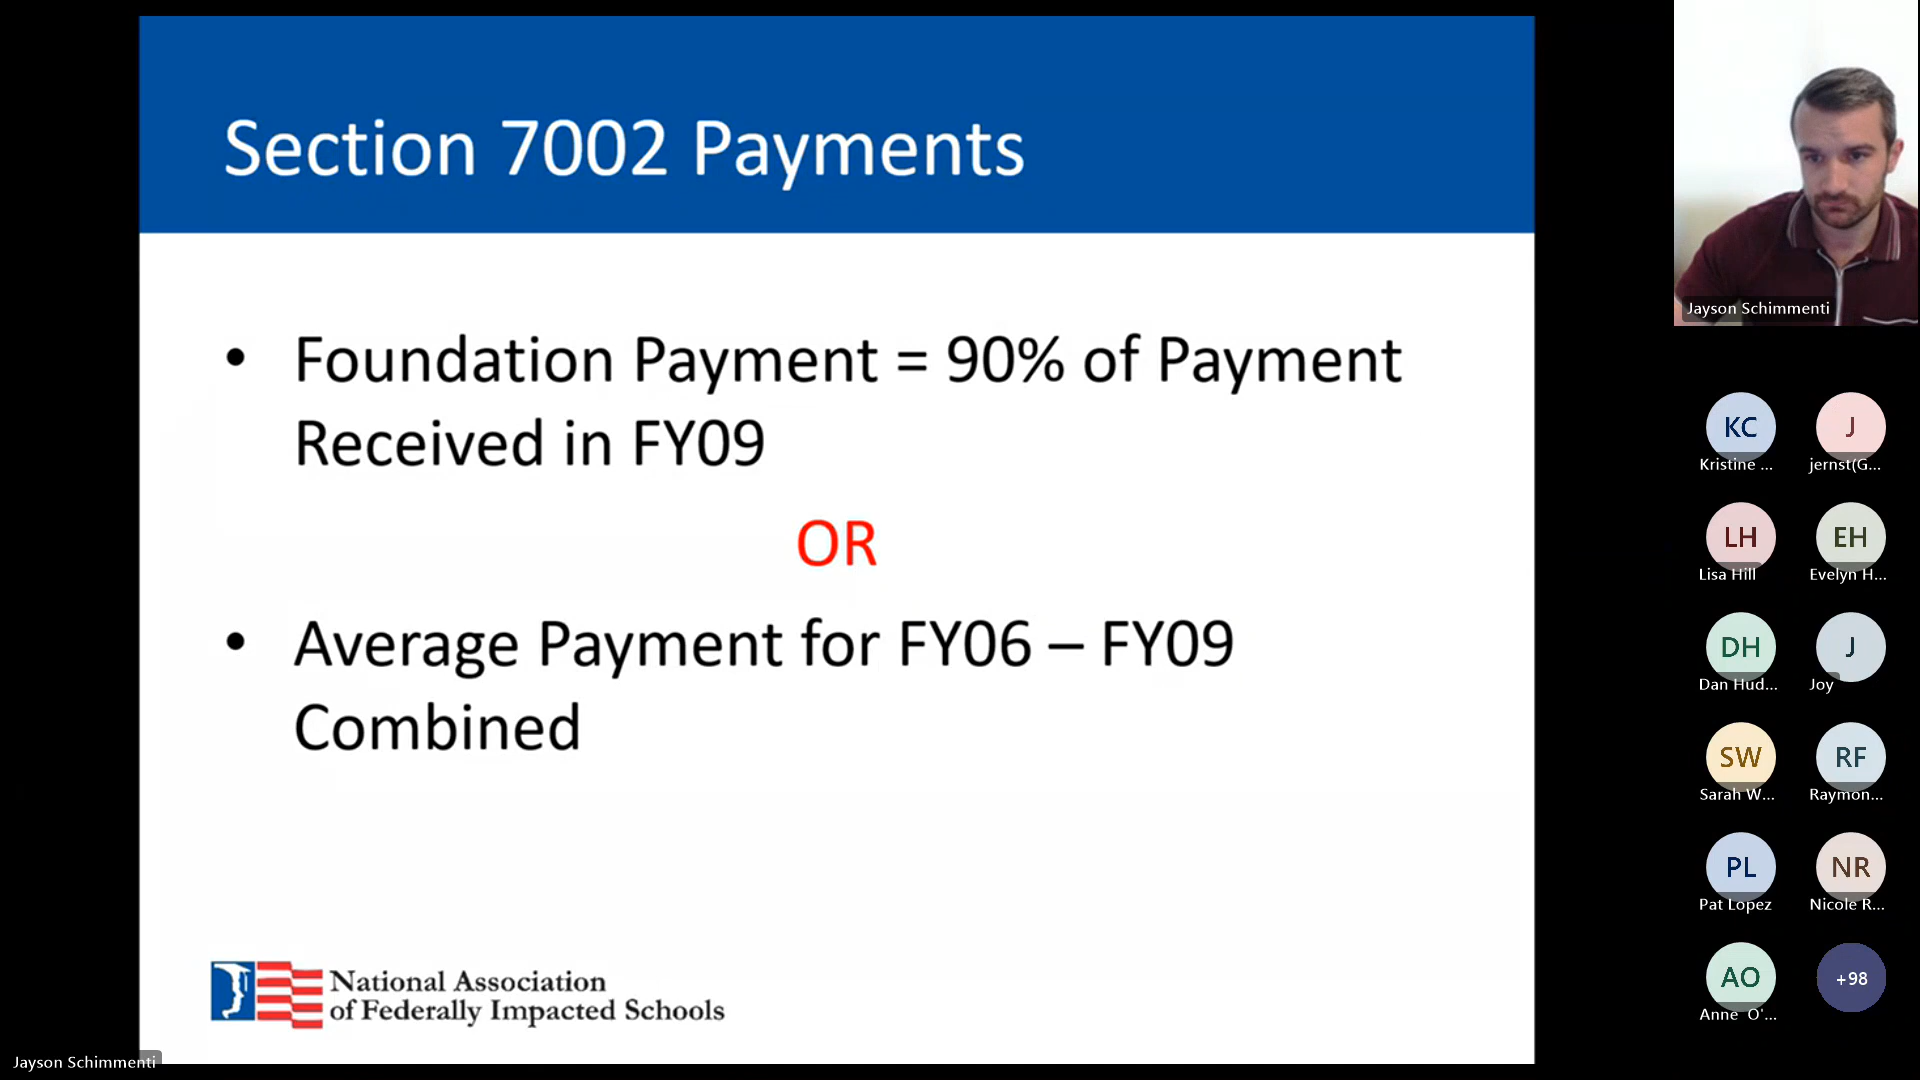 Section 7002 Payments
• Foundation Payment = 90% of Payment
Received in FY09
OR
• Average Payment for FY06 – FY09
Combined
National Association
of Federally Impacted Schools
Jayson Schimmenti
Jayson Schimmenti
KC
Kristine ...
J
jernst(G...
LH
Lisa Hill
EH
Evelyn H...
DH
Dan Hud...
J
Joy
SW
Sarah W...
RF
Raymon...
PL
Pat Lopez
NR
Nicole R...
AO
Anne O'...
+98